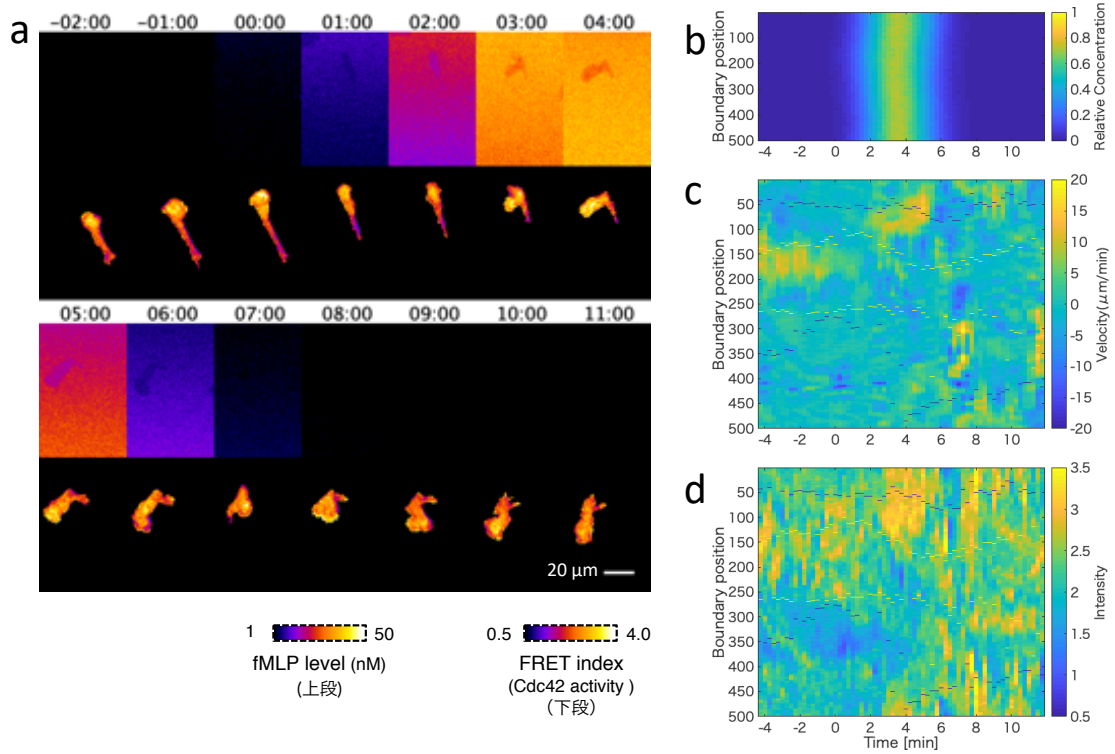 a
−02:00 −01:00 00:00 01:00 02:00 03:00 04:00
05:00 06:00 07:00 08:00 09:00 10:00 11:00
20 μm
1 50
fMLP level (nM)
(上段)
0.5 4.0
FRET index
(Cdc42 activity )
（下段）
b
Boundary position
100
200
300
400
500
-4 -2 0 2 4 6 8 10
1
0.8
0.6
0.4
0.2
0
Relative Concentration
c
Boundary position
50
100
150
200
250
300
350
400
450
500
-4 -2 0 2 4 6 8 10
20
15
10
5
0
-5
-10
-15
-20
Velocity(μm/min)
d
Boundary position
50
100
150
200
250
300
350
400
450
500
-4 -2 0 2 4 6 8 10
Time [min]
3.5
3
2.5
2
1.5
1
0.5
Intensity